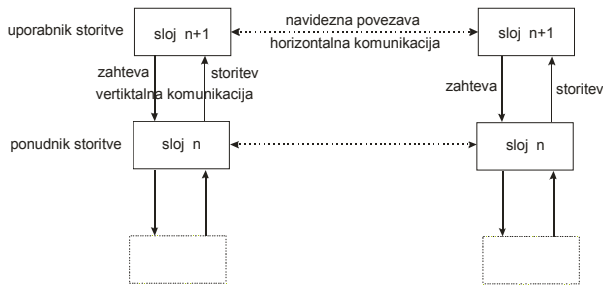 uporabnik storitve
sloj n+1
navidezna povezava
horizontalna komunikacija
sloj n+1
zahteva
storitev
vertiktalna komunikacija
zahteva
storitev
ponudnik storitve
sloj n
sloj n